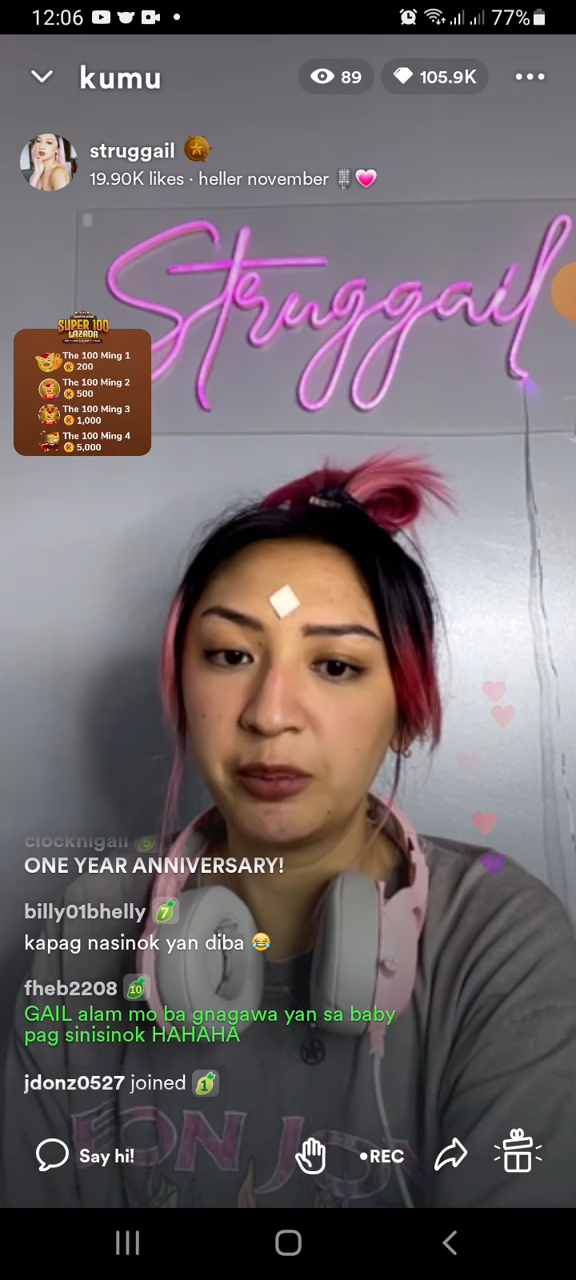 12:06
77%
kumu
89
105.9K
struggail
19.90K likes · heller november
Struggail
SUPER 100
LAZADA
The 100 Ming 1
200
The 100 Ming 2
500
The 100 Ming 3
1,000
The 100 Ming 4
5,000
clocknigail 5
ONE YEAR ANNIVERSARY!
billy01bhelly 7
kapag nasinok yan diba 😂
fheb2208 10
GAIL alam mo ba gnagawa yan sa baby
pag sinisinok HAHAHA
jdonz0527 joined 1
Say hi!
•REC